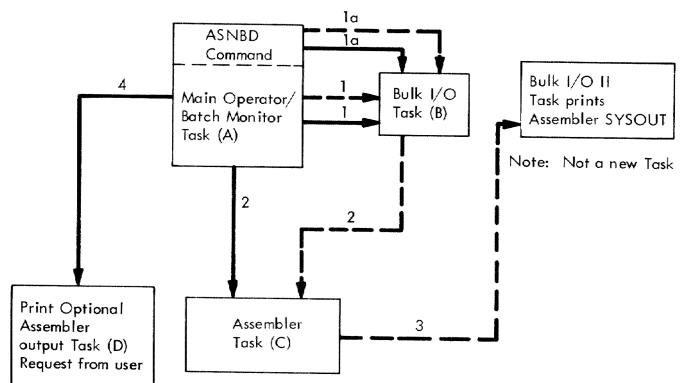 1a
ASNBD
Command
1a
4
Main Operator/
Batch Monitor
Task (A)
1
1
Bulk I/O
Task (B)
Bulk I/O II
Task prints
Assembler SYSOUT
Note: Not a new Task
2
2
Print Optional
Assembler
output Task (D)
Request from user
Assembler
Task (C)
3